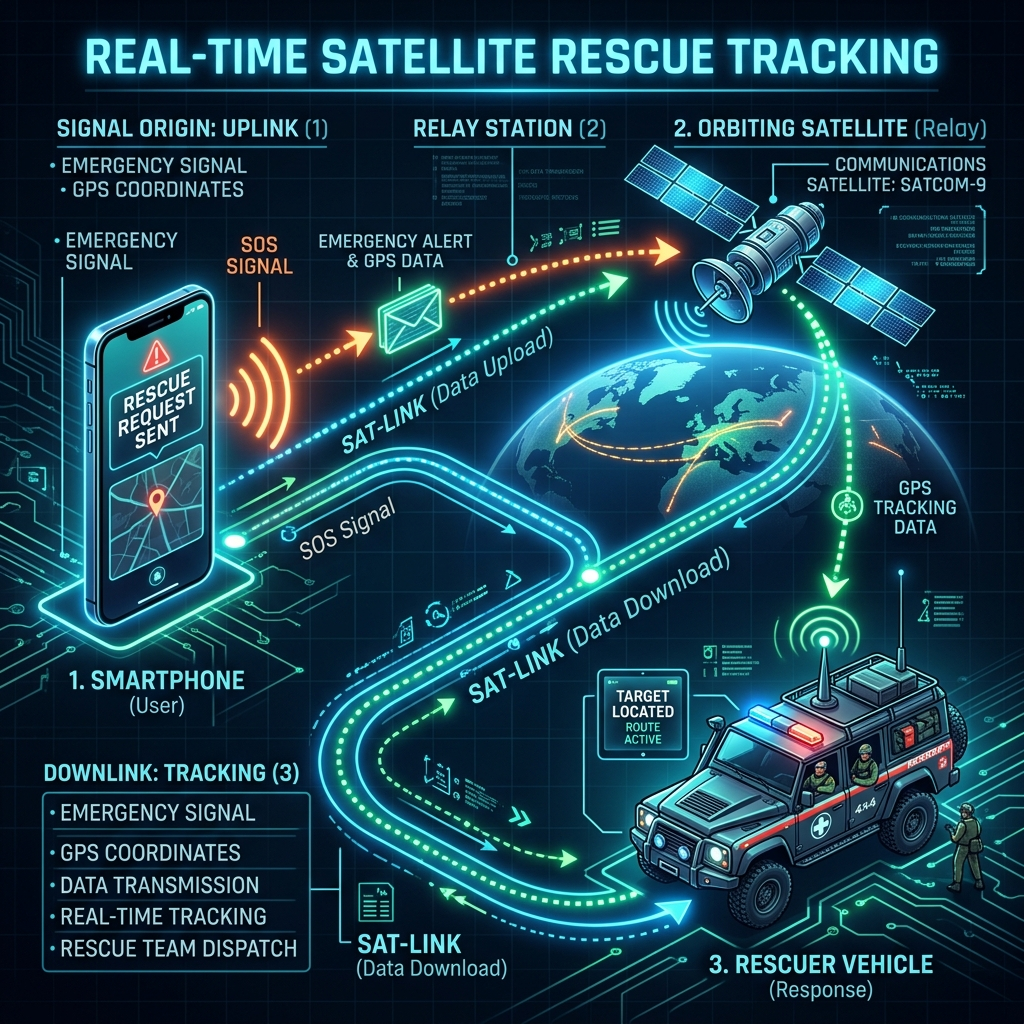 REAL-TIME SATELLITE RESCUE TRACKING
SIGNAL ORIGIN: UPLINK (1)
• EMERGENCY SIGNAL
• GPS COORDINATES
• EMERGENCY
SIGNAL
SOS
SIGNAL
RELAY STATION (2)
EMERGENCY ALERT
& GPS DATA
2. ORBITING SATELLITE (Relay)
COMMUNICATIONS
SATELLITE: SATCOM-9
RESCUE
REQUEST
SENT
SAT-LINK (Data Upload)
SOS Signal
GPS
TRACKING
DATA
SAT-LINK (Data Download)
1. SMARTPHONE
(User)
TARGET
LOCATED
ROUTE
ACTIVE
4x4
DOWNLINK: TRACKING (3)
• EMERGENCY SIGNAL
• GPS COORDINATES
• DATA TRANSMISSION
• REAL-TIME TRACKING
• RESCUE TEAM DISPATCH
SAT-LINK
(Data Download)
3. RESCUER VEHICLE
(Response)